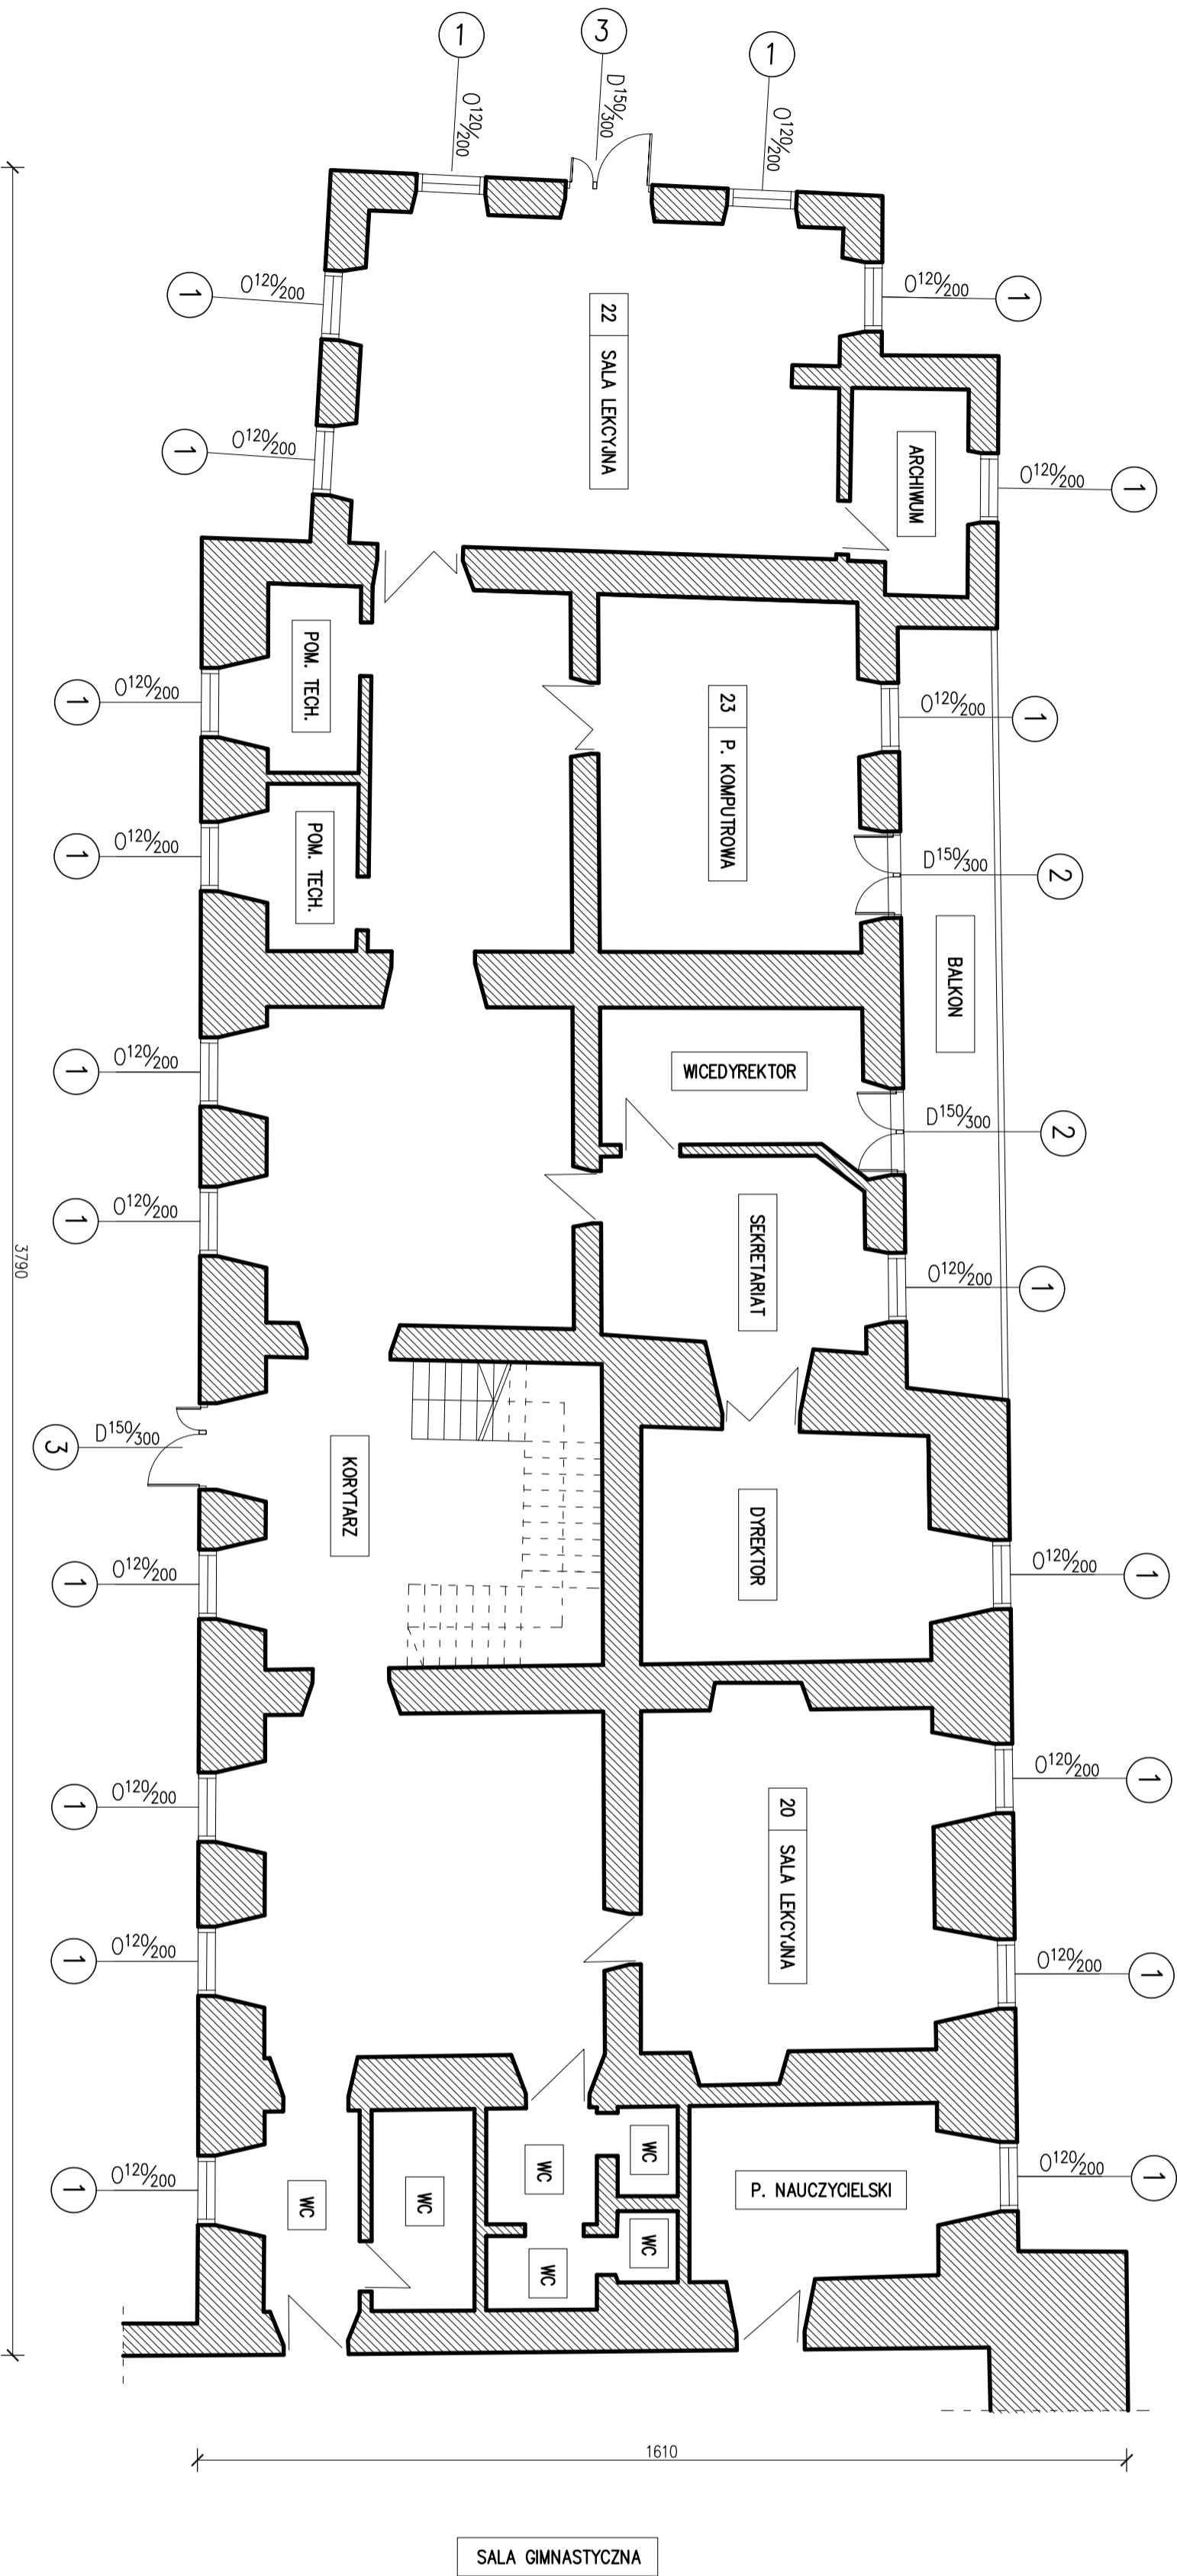 1
3
1
O120/200
D150/300
O120/200
1
O120/200
O120/200
1
22 SALA LEKCYJNA
1
O120/200
ARCHIWUM
O120/200
1
POM. TECH.
1
O120/200
23 P. KOMPUTROWA
O120/200
1
POM. TECH.
1
O120/200
D150/300
2
BALKON
1
O120/200
WICEDYREKTOR
D150/300
2
1
O120/200
SEKRETARIAT
O120/200
1
3790
3
D150/300
KORYTARZ
DYREKTOR
1
O120/200
O120/200
1
1
O120/200
20 SALA LEKCYJNA
O120/200
1
1
O120/200
O120/200
1
WC
WC
WC
WC
WC
WC
P. NAUCZYCIELSKI
1
O120/200
O120/200
1
1610
SALA GIMNASTYCZNA